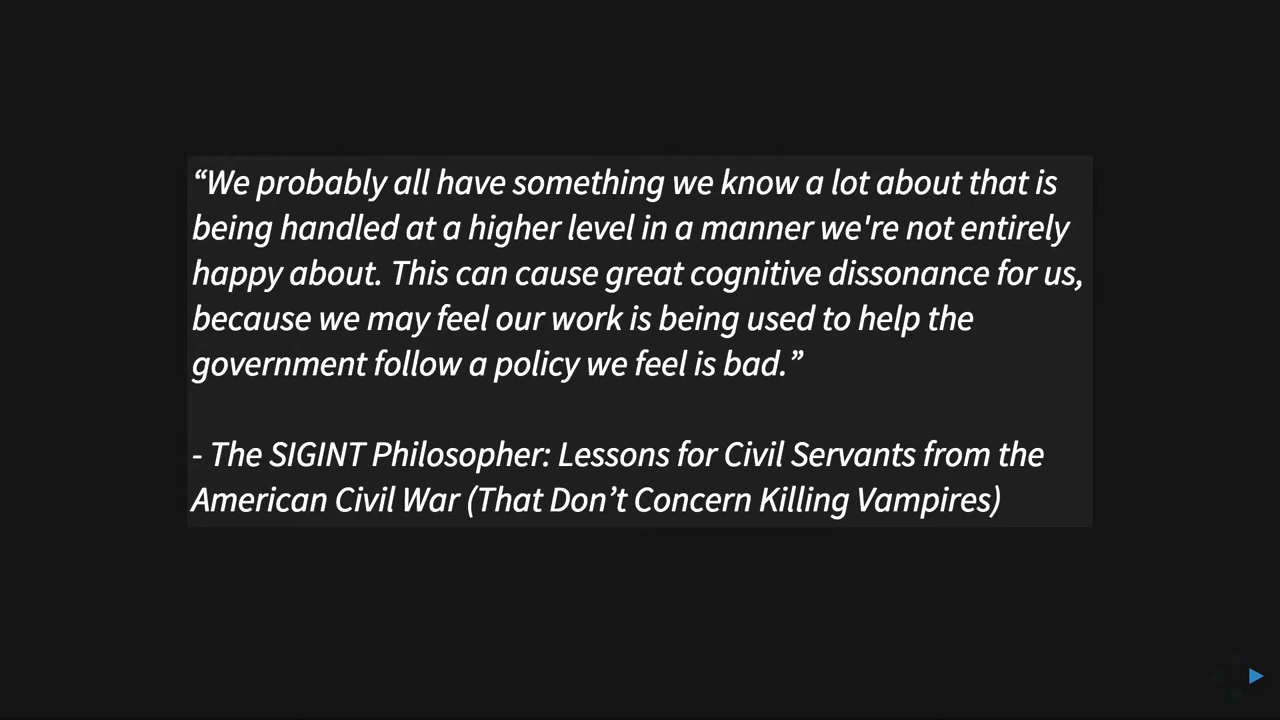 “We probably all have something we know a lot about that is
being handled at a higher level in a manner we're not entirely
happy about. This can cause great cognitive dissonance for us,
because we may feel our work is being used to help the
government follow a policy we feel is bad.”
- The SIGINT Philosopher: Lessons for Civil Servants from the
American Civil War (That Don’t Concern Killing Vampires)